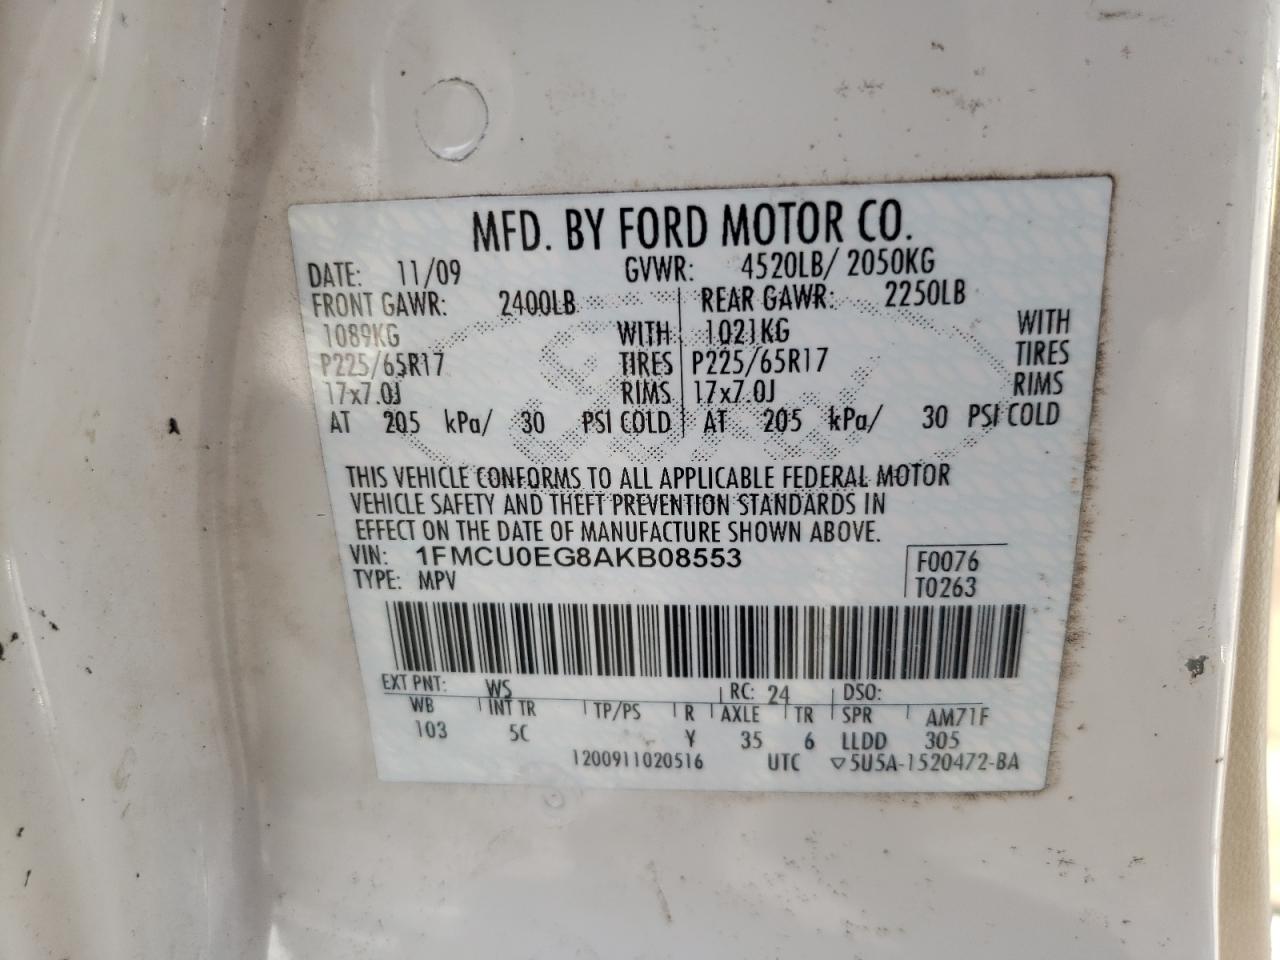 MFD. BY FORD MOTOR CO.
DATE: 11/09 GVWR: 4520LB/ 2050KG
FRONT GAWR: 2400LB REAR GAWR: 2250LB
1089KG WITH 1021KG WITH
P225/65R17 TIRES P225/65R17 TIRES
17x7.0J RIMS 17x7.0J RIMS
AT 205 kPa/ 30 PSI COLD AT 205 kPa/ 30 PSI COLD
THIS VEHICLE CONFORMS TO ALL APPLICABLE FEDERAL MOTOR
VEHICLE SAFETY AND THEFT PREVENTION STANDARDS IN
EFFECT ON THE DATE OF MANUFACTURE SHOWN ABOVE.
VIN: 1FMCU0EG8AKB08553 F0076
TYPE: MPV T0263
EXT PNT: WS RC: 24 DSO:
WB INT TR TP/PS R AXLE TR SPR AM71F
103 5C Y 35 6 LLDD 305
1200911020516 UTC ▽5U5A-1520472-BA